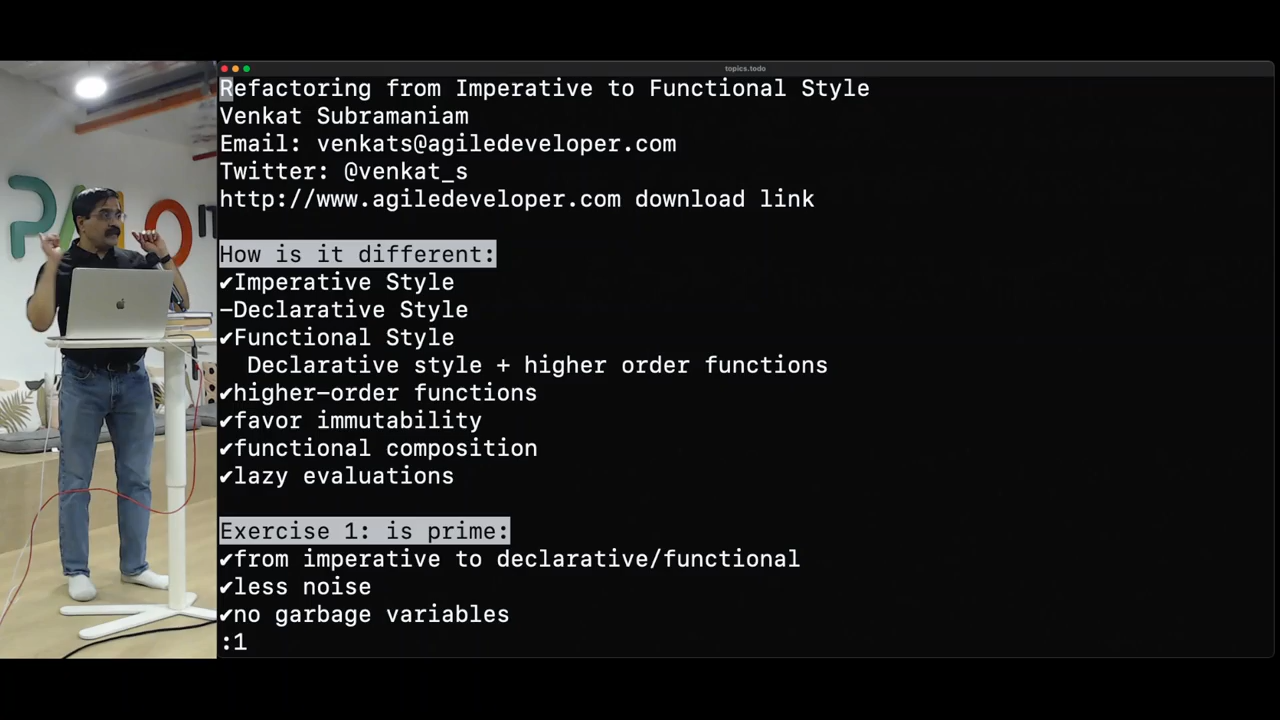 topics.todo
Refactoring from Imperative to Functional Style
Venkat Subramaniam
Email: venkats@agiledeveloper.com
Twitter: @venkat_s
http://www.agiledeveloper.com download link
How is it different:
✔Imperative Style
-Declarative Style
✔Functional Style
Declarative style + higher order functions
✔higher-order functions
✔favor immutability
✔functional composition
✔lazy evaluations
Exercise 1: is prime:
✔from imperative to declarative/functional
✔less noise
✔no garbage variables
:1